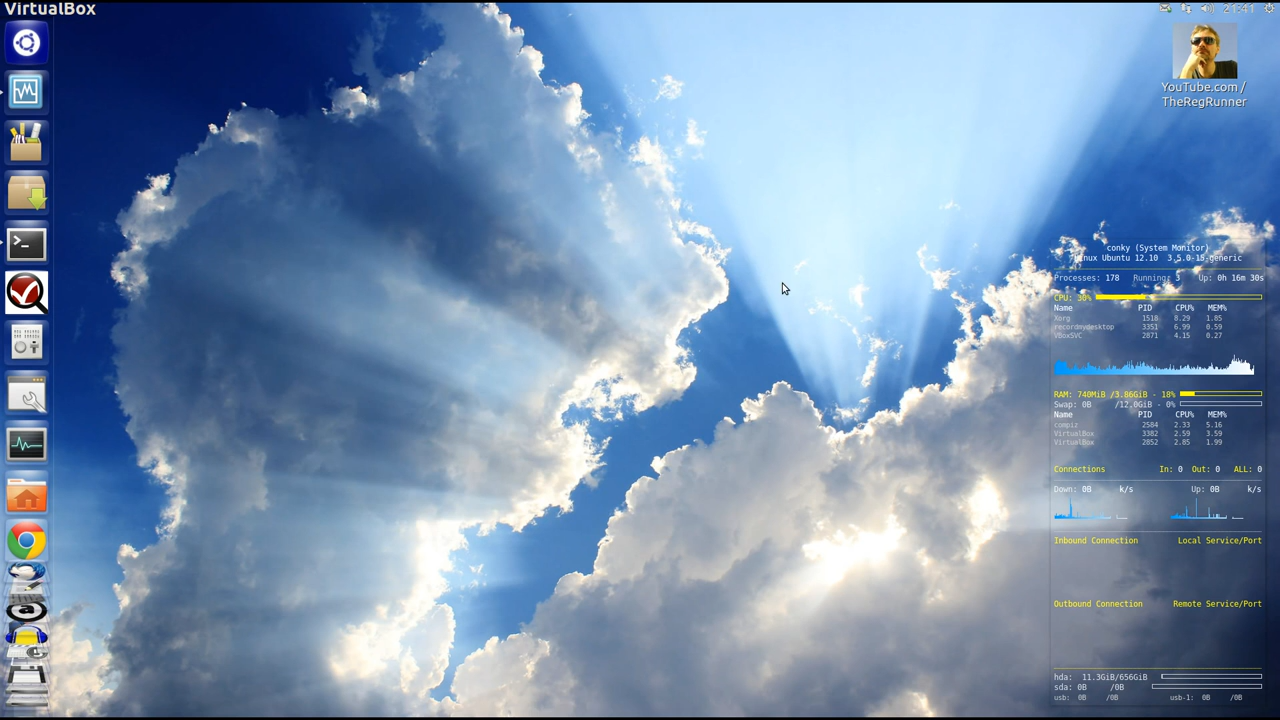 VirtualBox
21:41
YouTube.com /
TheRegRunner
conky (System Monitor)
Linux Ubuntu 12.10 3.5.0-15-generic
Processes: 178 Running: 3 Up: 0h 16m 30s
CPU: 30%
Name PID CPU% MEM%
Xorg 1518 8.29 1.85
recordmydesktop 3351 6.99 0.59
VBoxSVC 2871 4.15 0.27
RAM: 740MiB /3.86GiB - 18%
Swap: 0B /12.0GiB - 0%
Name PID CPU% MEM%
compiz 2584 2.33 5.16
VirtualBox 3382 2.59 3.59
VirtualBox 2852 2.85 1.99
Connections In: 0 Out: 0 ALL: 0
Down: 0B k/s Up: 0B k/s
Inbound Connection Local Service/Port
Outbound Connection Remote Service/Port
hda: 11.3GiB/656GiB
sda: 0B /0B
usb: 0B /0B usb-1: 0B /0B